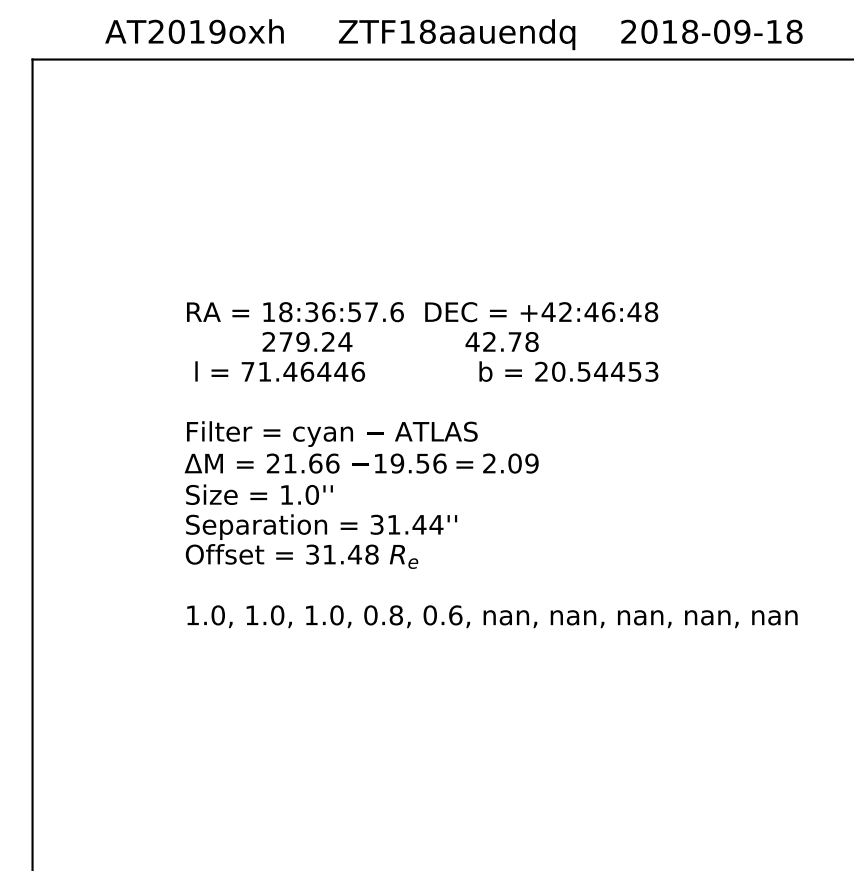 AT2019oxh ZTF18aauendq 2018-09-18
RA = 18:36:57.6 DEC = +42:46:48
279.24 42.78
l = 71.46446 b = 20.54453
Filter = cyan − ATLAS
ΔM = 21.66 −19.56 = 2.09
Size = 1.0''
Separation = 31.44''
Offset = 31.48 Re
1.0, 1.0, 1.0, 0.8, 0.6, nan, nan, nan, nan, nan